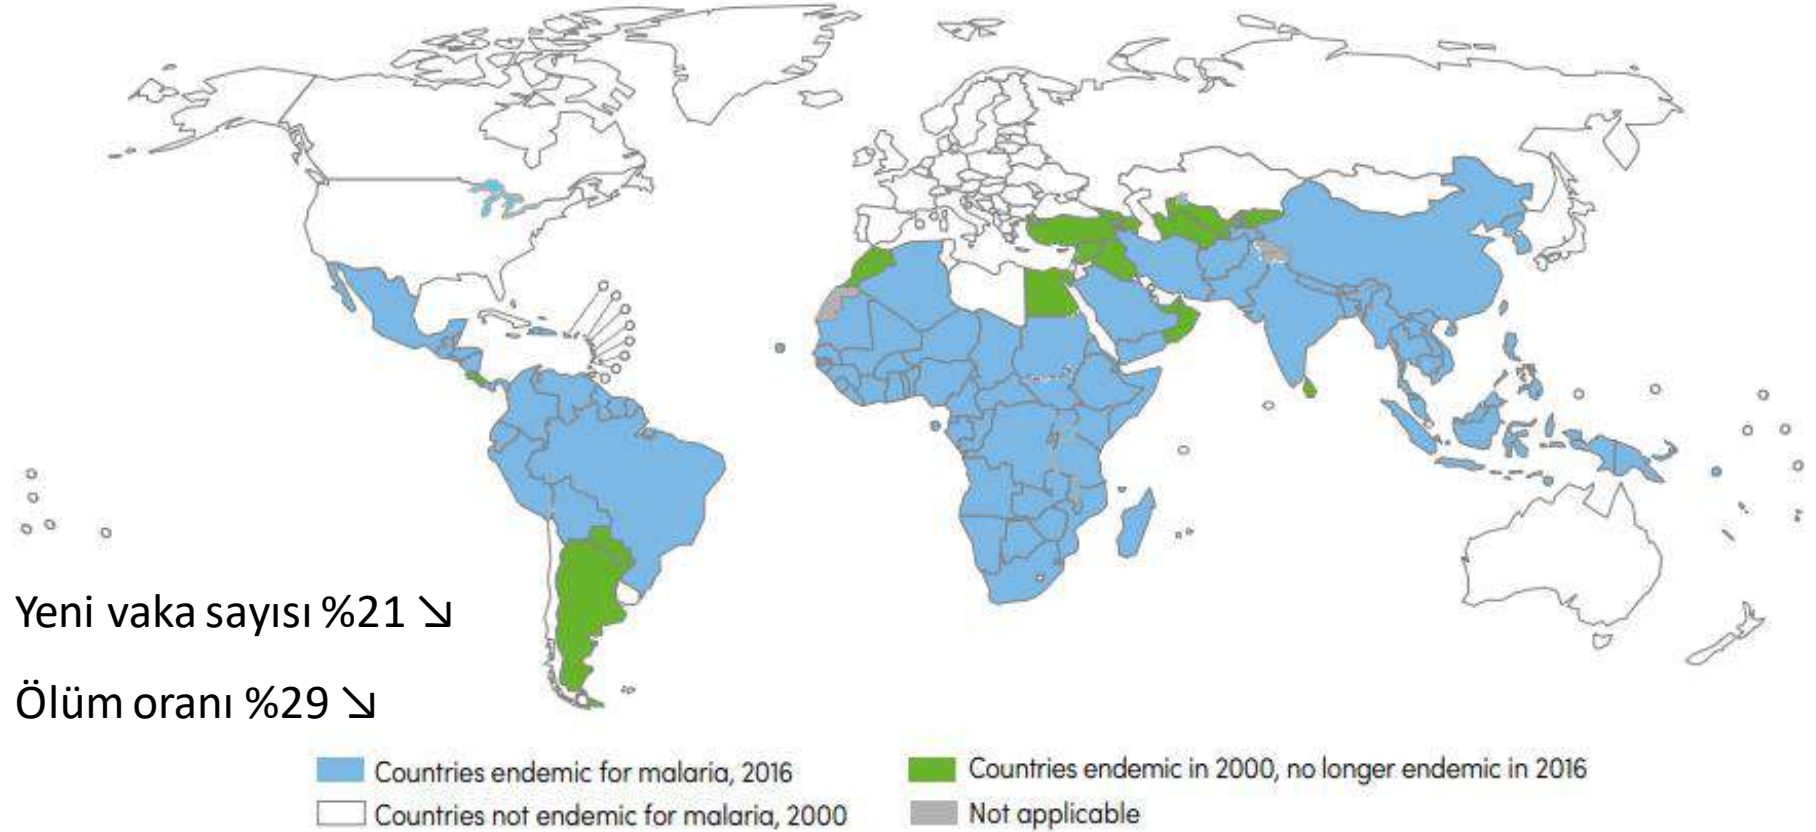 Yeni vaka sayısı %21 ↘
Ölüm oranı %29 ↘
Countries endemic for malaria, 2016
Countries not endemic for malaria, 2000
Countries endemic in 2000, no longer endemic in 2016
Not applicable